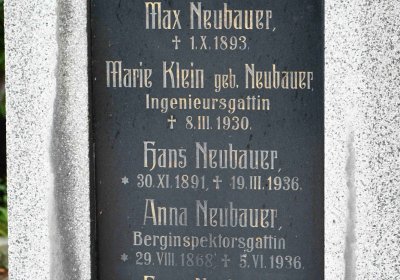 Max Neubauer,
† 1. X. 1893.
Marie Klein geb. Neubauer,
Ingenieursgattin
† 8. III. 1930.
Hans Neubauer,
* 30. XI. 1891, † 19. III. 1936.
Anna Neubauer,
Berginspektorsgattin
* 29. VIII 1868, † 5. VI. 1936.